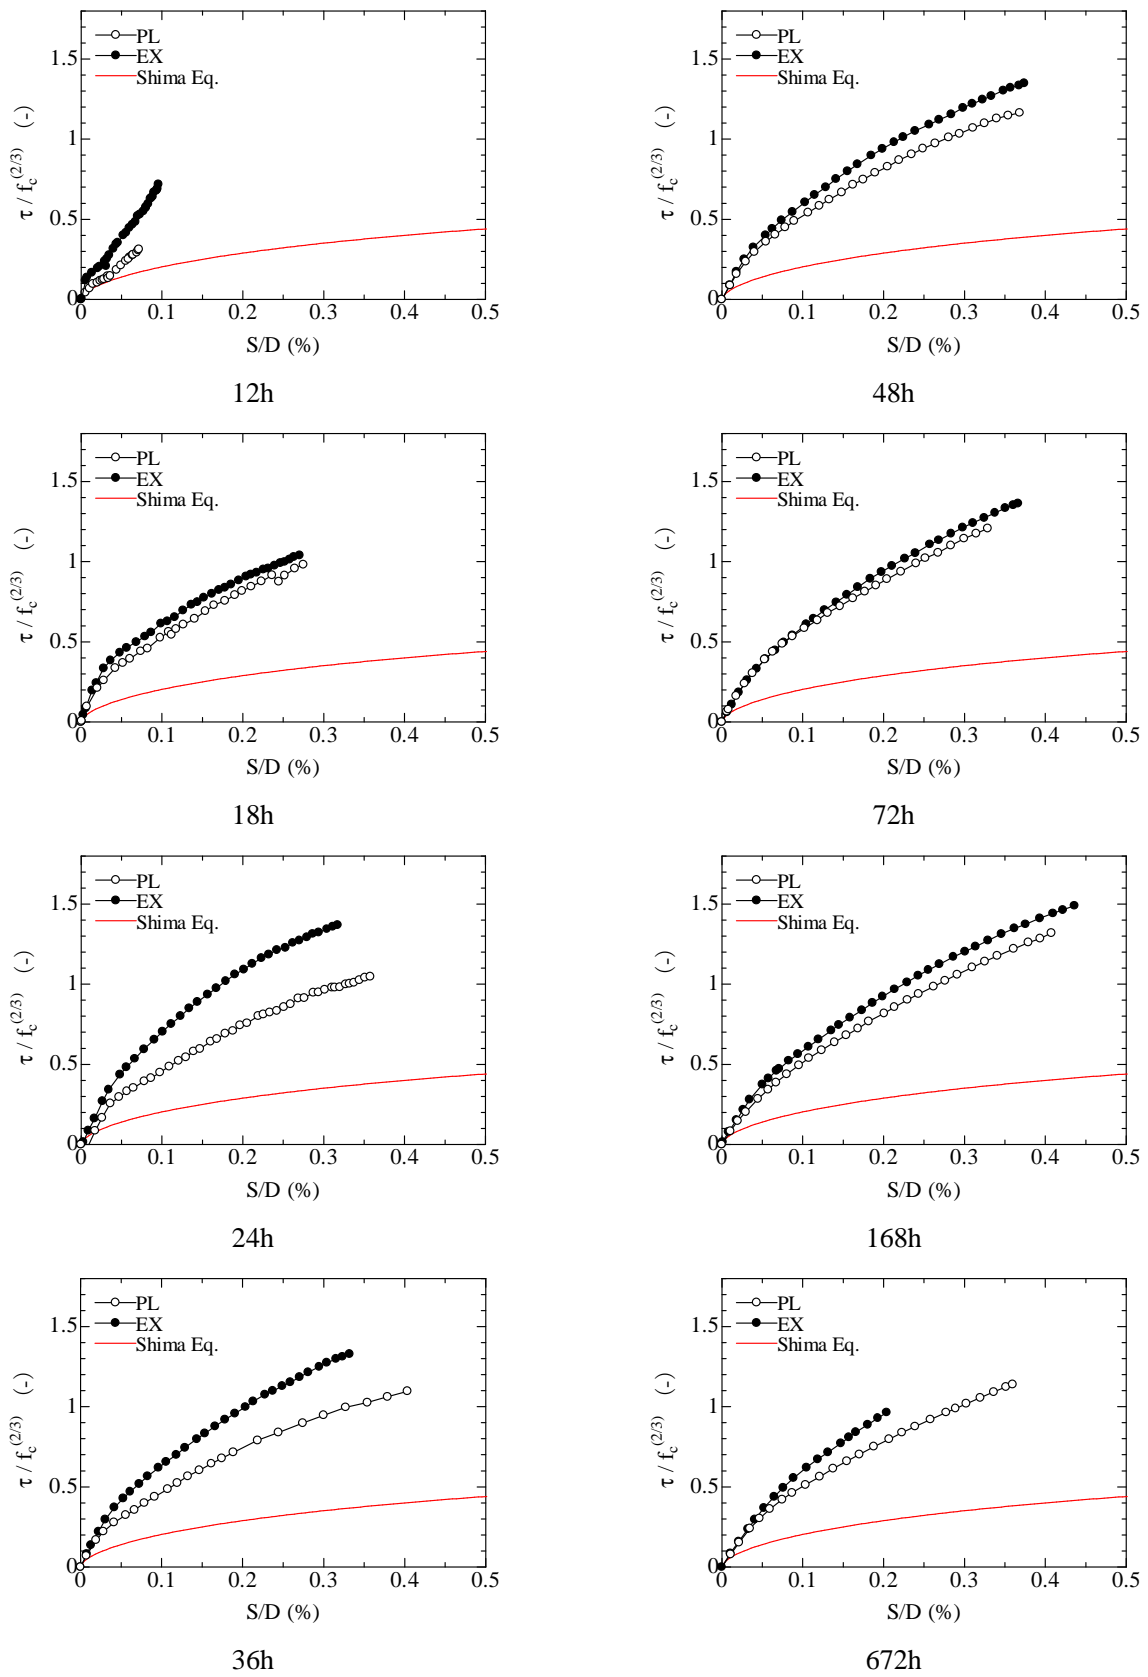 PL
EX
Shima Eq.
1.5
1
0.5
0
τ / f_c^(2/3) (-)
0 0.1 0.2 0.3 0.4 0.5
S/D (%)
12h
PL
EX
Shima Eq.
1.5
1
0.5
0
τ / f_c^(2/3) (-)
0 0.1 0.2 0.3 0.4 0.5
S/D (%)
48h
PL
EX
Shima Eq.
1.5
1
0.5
0
τ / f_c^(2/3) (-)
0 0.1 0.2 0.3 0.4 0.5
S/D (%)
18h
PL
EX
Shima Eq.
1.5
1
0.5
0
τ / f_c^(2/3) (-)
0 0.1 0.2 0.3 0.4 0.5
S/D (%)
72h
PL
EX
Shima Eq.
1.5
1
0.5
0
τ / f_c^(2/3) (-)
0 0.1 0.2 0.3 0.4 0.5
S/D (%)
24h
PL
EX
Shima Eq.
1.5
1
0.5
0
τ / f_c^(2/3) (-)
0 0.1 0.2 0.3 0.4 0.5
S/D (%)
168h
PL
EX
Shima Eq.
1.5
1
0.5
0
τ / f_c^(2/3) (-)
0 0.1 0.2 0.3 0.4 0.5
S/D (%)
36h
PL
EX
Shima Eq.
1.5
1
0.5
0
τ / f_c^(2/3) (-)
0 0.1 0.2 0.3 0.4 0.5
S/D (%)
672h